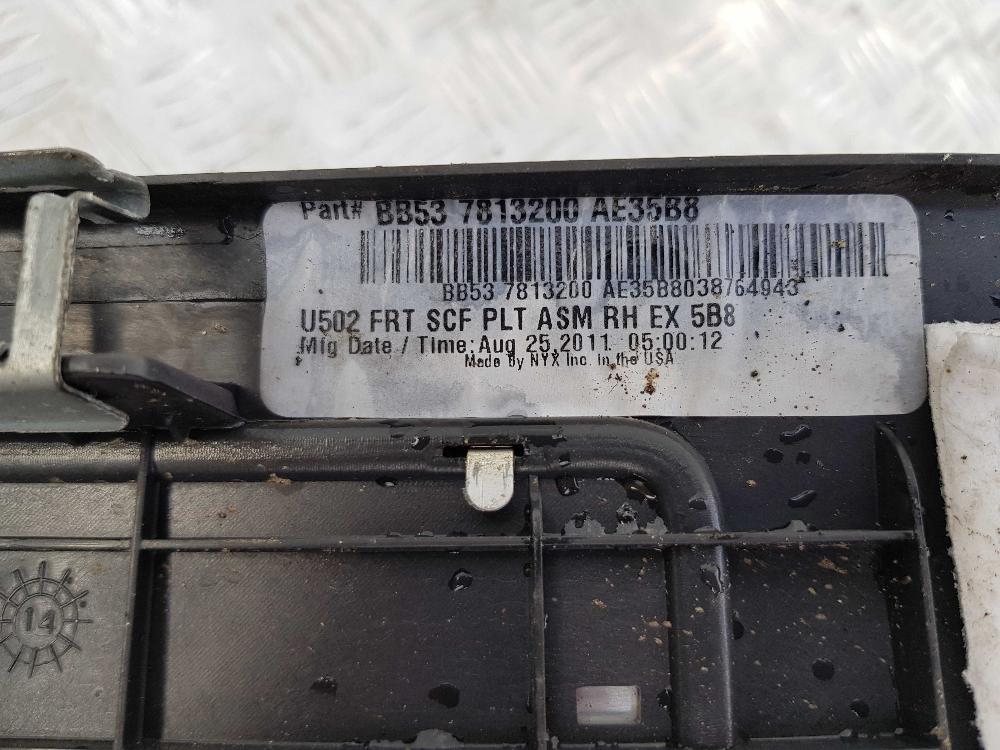 Part# BB53 7813200 AE35B8
BB53 7813200 AE35B8038764943
U502 FRT SCF PLT ASM RH EX 5B8
Mfg Date / Time: Aug 25,2011 05:00:12
Made by NYX Inc. in the USA
14